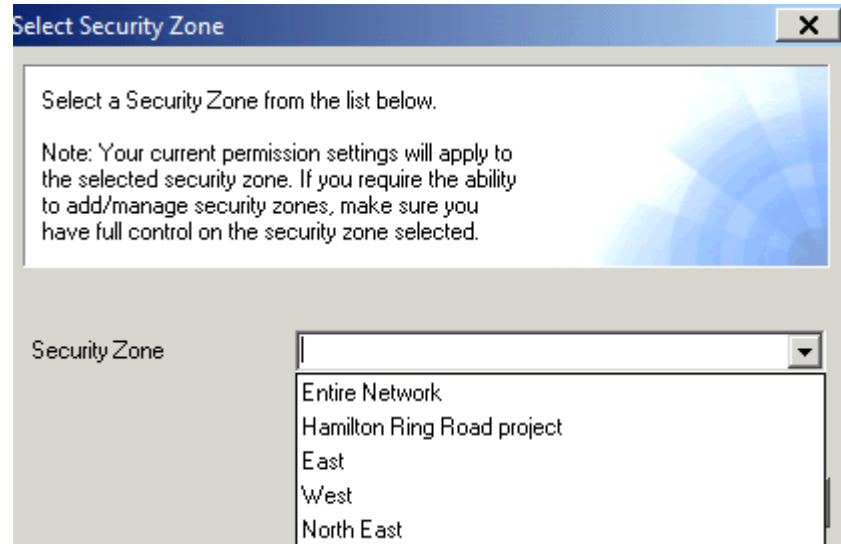 Select Security Zone
Select a Security Zone from the list below.
Note: Your current permission settings will apply to
the selected security zone. If you require the ability
to add/manage security zones, make sure you
have full control on the security zone selected.
Security Zone
Entire Network
Hamilton Ring Road project
East
West
North East